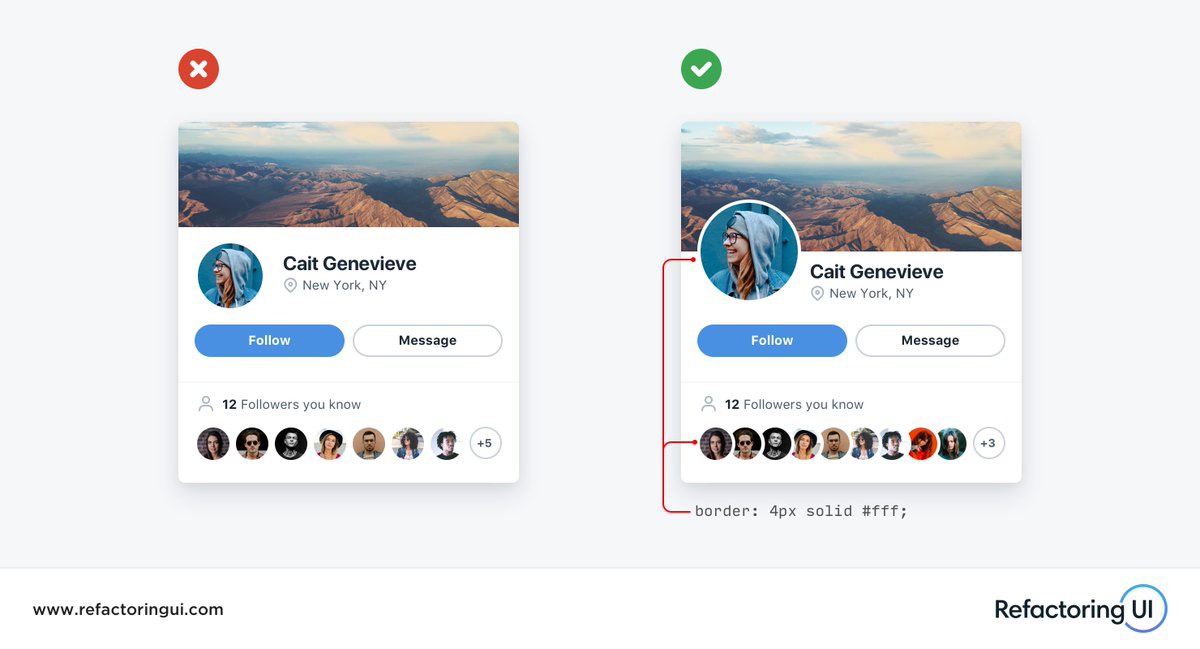 Cait Genevieve
New York, NY
Follow Message
12 Followers you know
+5
Cait Genevieve
New York, NY
Follow Message
12 Followers you know
+3
border: 4px solid #fff;
www.refactoringui.com
Refactoring UI